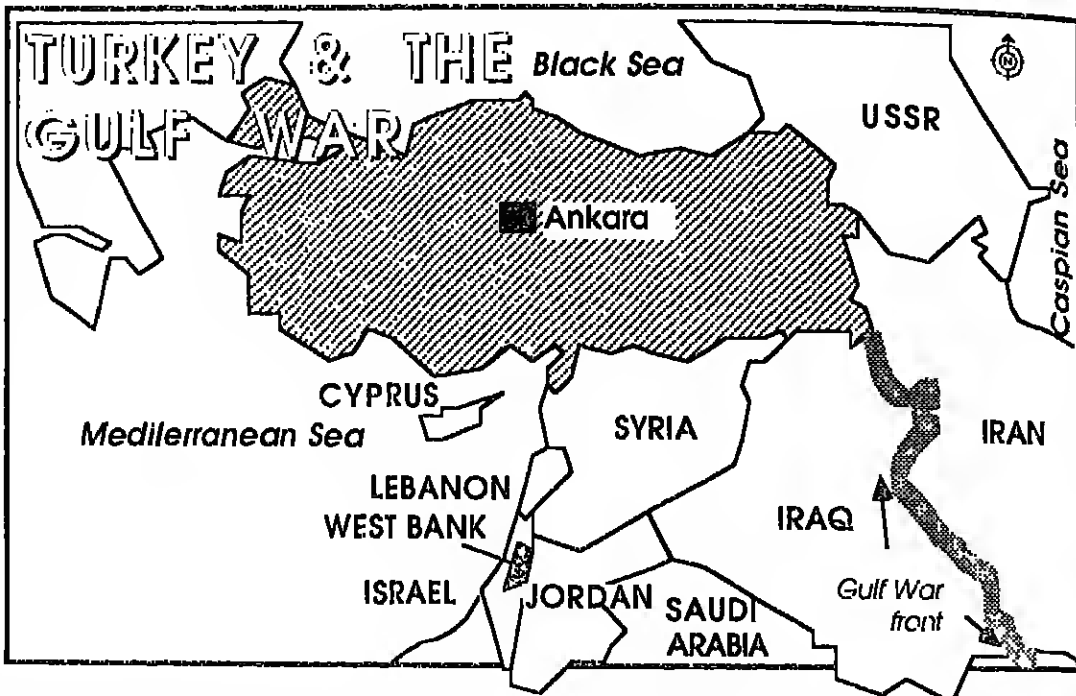 TURKEY & THE
GULF WAR
Black Sea
N
USSR
Caspian Sea
Ankara
CYPRUS
Medilerranean Sea
SYRIA
IRAN
LEBANON
WEST BANK
IRAQ
ISRAEL
JORDAN
SAUDI
ARABIA
Gulf War
front